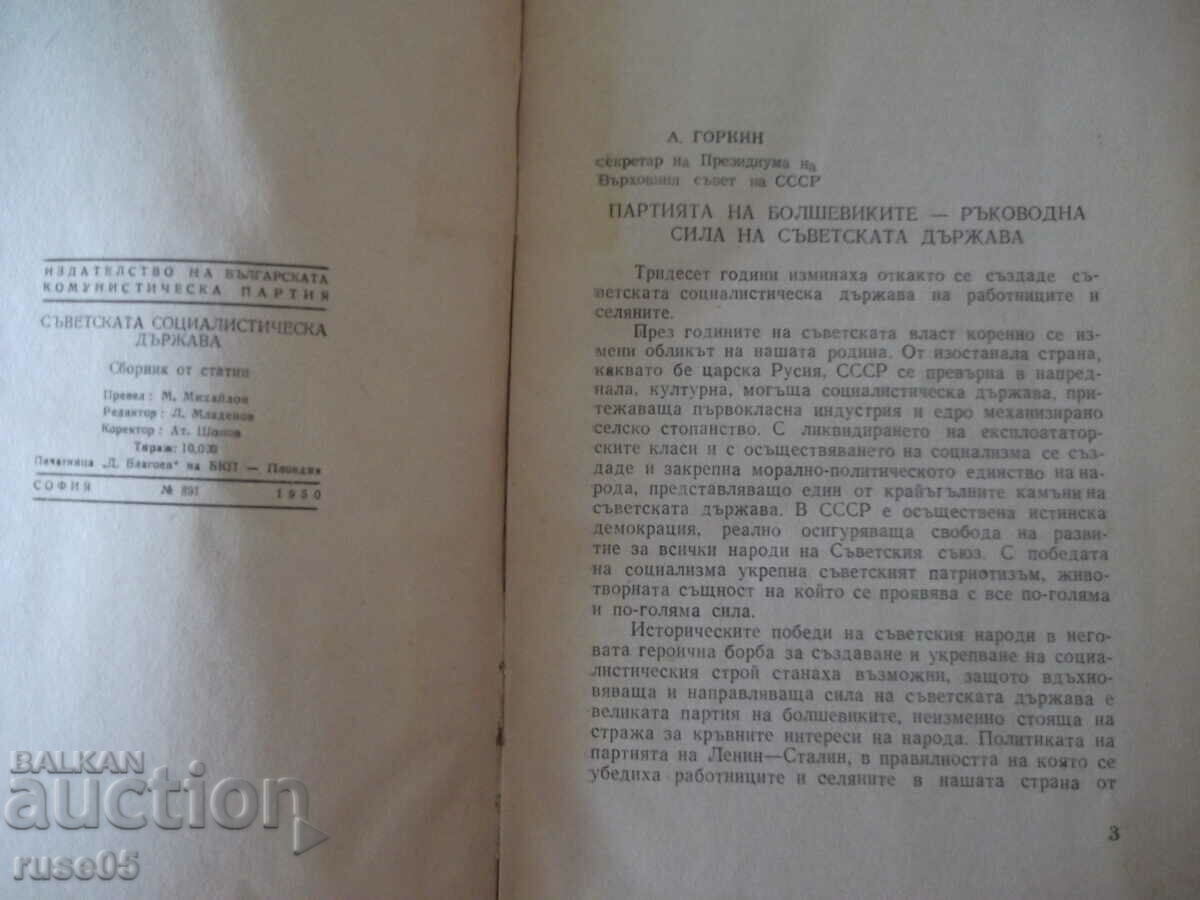 ИЗДАТЕЛСТВО НА БЪЛГАРСКАТА
КОМУНИСТИЧЕСКА ПАРТИЯ
СЪВЕТСКАТА СОЦИАЛИСТИЧЕСКА
ДЪРЖАВА
Сборник от статии
Превел: М. Михайлов
Редактор: Л. Младенов
Коректор: Ат. Шопов
Тираж: 10,000
Печатница „Д. Благоев“ на БКП — Пловдив
СОФИЯ № 891 1950
А. ГОРКИН
секретар на Президиума на
Върховния съвет на СССР
ПАРТИЯТА НА БОЛШЕВИКИТЕ — РЪКОВОДНА
СИЛА НА СЪВЕТСКАТА ДЪРЖАВА
Тридесет години изминаха откакто се създаде съ-
ветската социалистическа държава на работниците и
селяните.
През годините на съветската власт коренно се из-
мени обликът на нашата родина. От изостанала страна,
каквато бе царска Русия, СССР се превърна в напред-
нала, културна, могъща социалистическа държава, при-
тежаваща първокласна индустрия и едро механизирано
селско стопанство. С ликвидирането на експлоататор-
ските класи и с осъществяването на социализма се съз-
даде и закрепна морално-политическото единство на на-
рода, представляващо един от крайъгълните камъни на
съветската държава. В СССР е осъществена истинска
демокрация, реално осигуряваща свобода на разви-
тие за всички народи на Съветския съюз. С победата
на социализма укрепна съветският патриотизъм, живо-
творната същност на който се проявява с все по-голяма
и по-голяма сила.
Историческите победи на съветския народи в него-
вата героична борба за създаване и укрепване на социа-
листическия строй станаха възможни, защото вдъхно-
вяваща и направляваща сила на съветската държава е
великата партия на болшевиките, неизменно стояща на
стража за кръвните интереси на народа. Политиката на
партията на Ленин—Сталин, в правилността на която се
убедиха работниците и селяните в нашата страна от
3
BALKAN
auction
ruse05